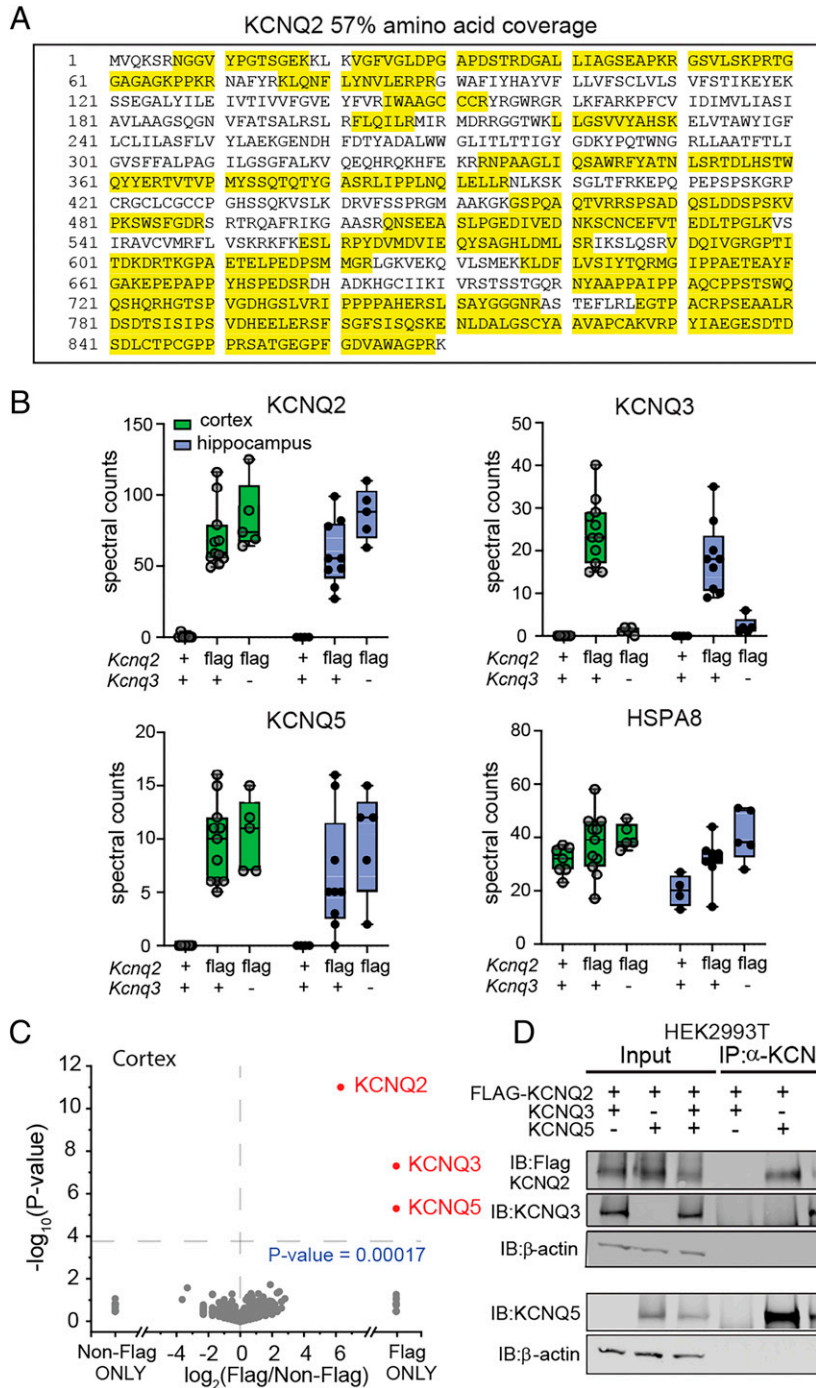 A
KCNQ2 57% amino acid coverage
1 MVQKSRNGGV YPGTSGEKKL KVGFVGLDPG APDSTRDGAL LIAGSEAPKR GSVLSKPRTG
61 GAGAGKPPKR NAFYRKLQNF LYNVLERPRG WAFIYHAYVF LLVFSCLVLS VFSTIKEYEK
121 SSEGALYILE IVTIVVFGVE YFVRIWAAGC CCRYRGWRGR LKFARKPFCV IDIMVLIASI
181 AVLAAGSQGN VFATSALRSL RFLQILRMIR MDRRGGTWKL LGSVVYAHSK ELVTAWYIGF
241 LCLILASFLV YLAEKGENDH FDTYADALWW GLITLTTIGY GDKYPQTWNG RLLAATFTLI
301 GVSFFALPAG ILGSGFALKV QEQHRQKHFE KRRNPAAGLI QSAWRFYATN LSRTDLHSTW
361 QYYERTVTVP MYSSQTQTYG ASRLIPPLNQ LELLRNLKSK SGLTFRKEPQ PEPSPSKGRP
421 CRGCLCGCCP GHSSQKVSLK DRVFSSPRGM AAKGKGSPQA QTVRRSPSAD QSLDDSPSKV
481 PKSWSFGDRS RTRQAFRIKG AASRQNSEEA SLPGEDIVED NKSCNCEFVT EDLTPGLKVS
541 IRAVCVMRFL VSKRKFKESL RPYDVMDVIE QYSAGHLDML SRIKSLQSRV DQIVGRGPTI
601 TDKDRTKGPA ETELPEDPSM MGRLGKVEKQ VLSMEKKLDF LVSIYTQRMG IPPAETEAYF
661 GAKEPEPAPP YHSPEDSRDH ADKHGCIIKI VRSTSSTGQR NYAAPPAIPP AQCPPSTSWQ
721 QSHQRHGTSP VGDHGSLVRI PPPPAHERSL SAYGGGNRAS TEFLRLEGTP ACRPSEAALR
781 DSDTSISIPS VDHEELERSF SGFSISQSKE NLDALGSCYA AVAPCAKVRP YIAEGESDTD
841 SDLCTPCGPP PRSATGEGPF GDVAWAGPRK
B
KCNQ2
cortex
hippocampus
spectral counts
150
100
50
0
Kcnq2 + flag flag + flag flag
Kcnq3 + + - + + -
KCNQ3
spectral counts
50
40
30
20
10
0
Kcnq2 + flag flag + flag flag
Kcnq3 + + - + + -
KCNQ5
spectral counts
20
15
10
5
0
Kcnq2 + flag flag + flag flag
Kcnq3 + + - + + -
HSPA8
spectral counts
80
60
40
20
0
Kcnq2 + flag flag + flag flag
Kcnq3 + + - + + -
C
Cortex
-log10(P-value)
12
10
8
6
4
2
0
KCNQ2
KCNQ3
KCNQ5
P-value = 0.00017
Non-Flag ONLY
-4 -2 0 2 4 6
Flag ONLY
log2(Flag/Non-Flag)
D
HEK2993T
Input IP:α-KCN
FLAG-KCNQ2 + + + + +
KCNQ3 + - + + -
KCNQ5 - + + - +
IB:Flag
KCNQ2
IB:KCNQ3
IB:β-actin
IB:KCNQ5
IB:β-actin